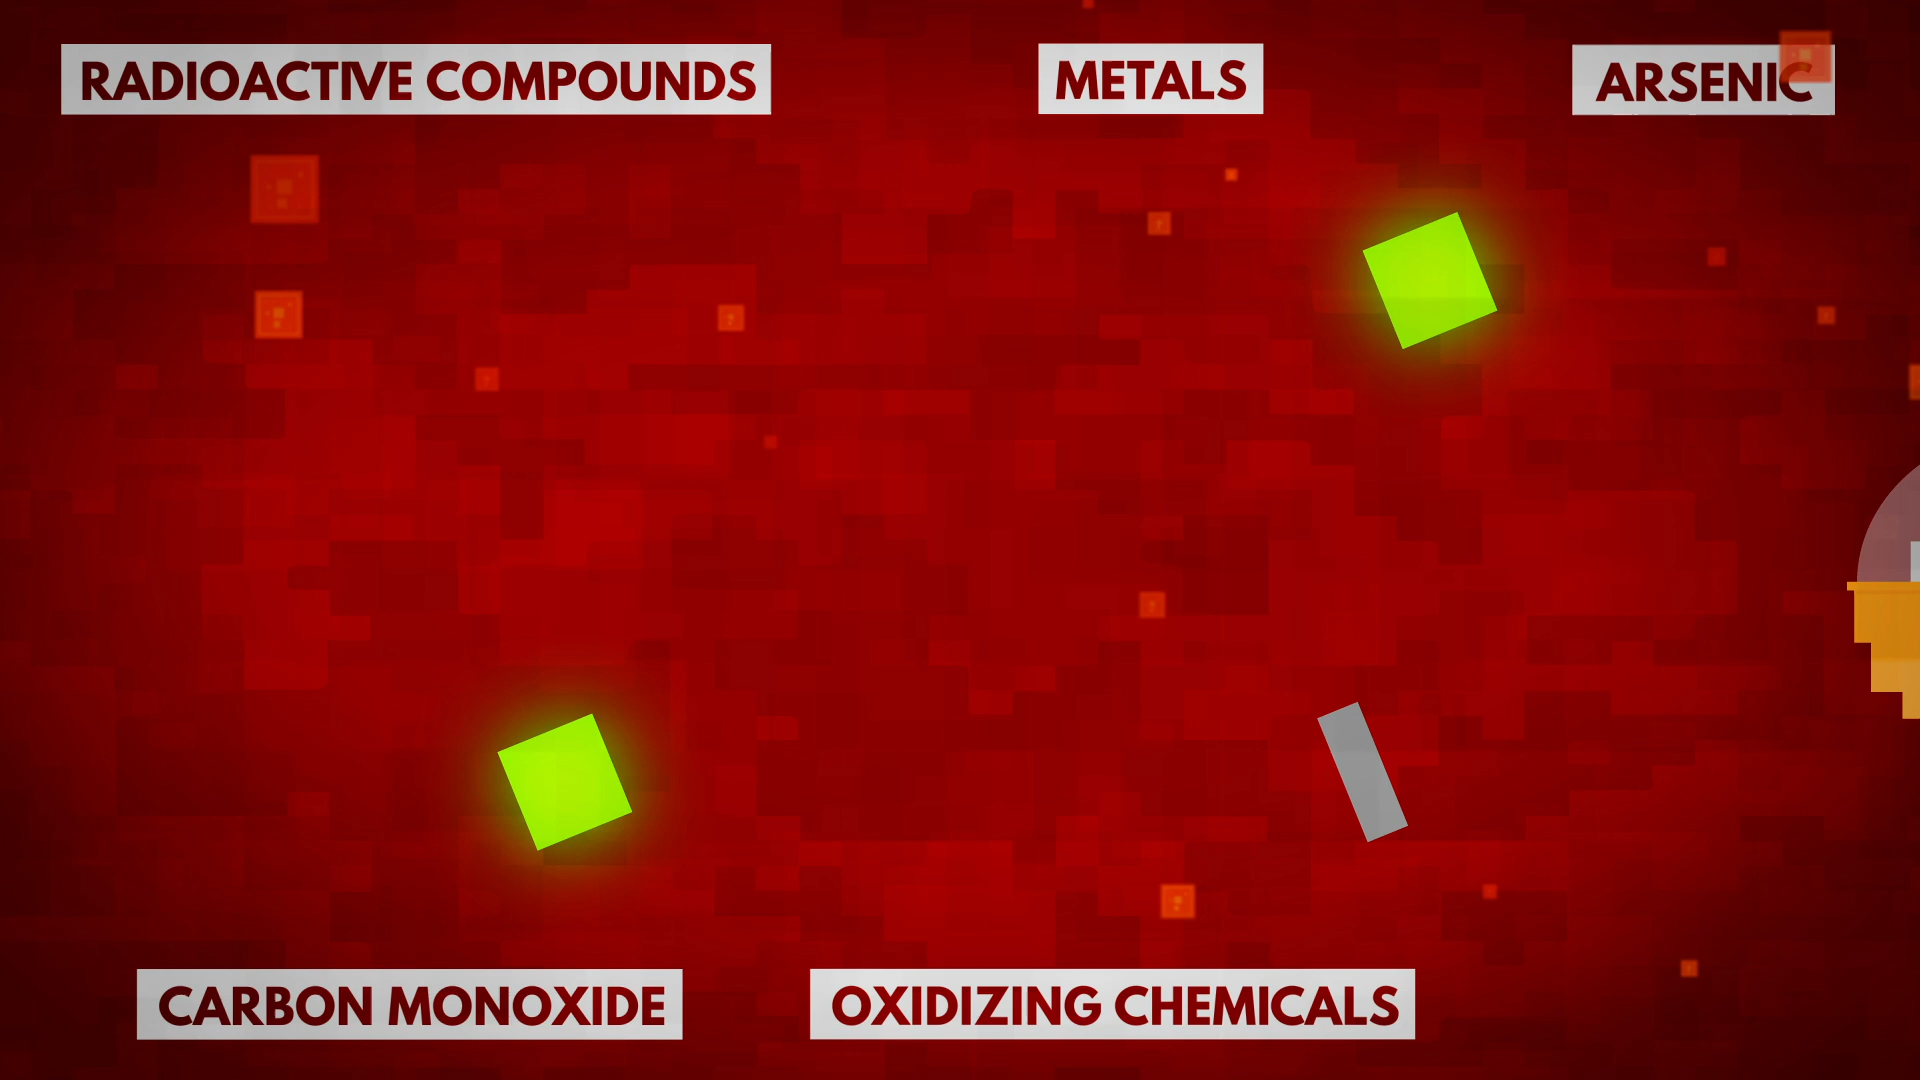 RADIOACTIVE COMPOUNDS
METALS
ARSENIC
CARBON MONOXIDE
OXIDIZING CHEMICALS